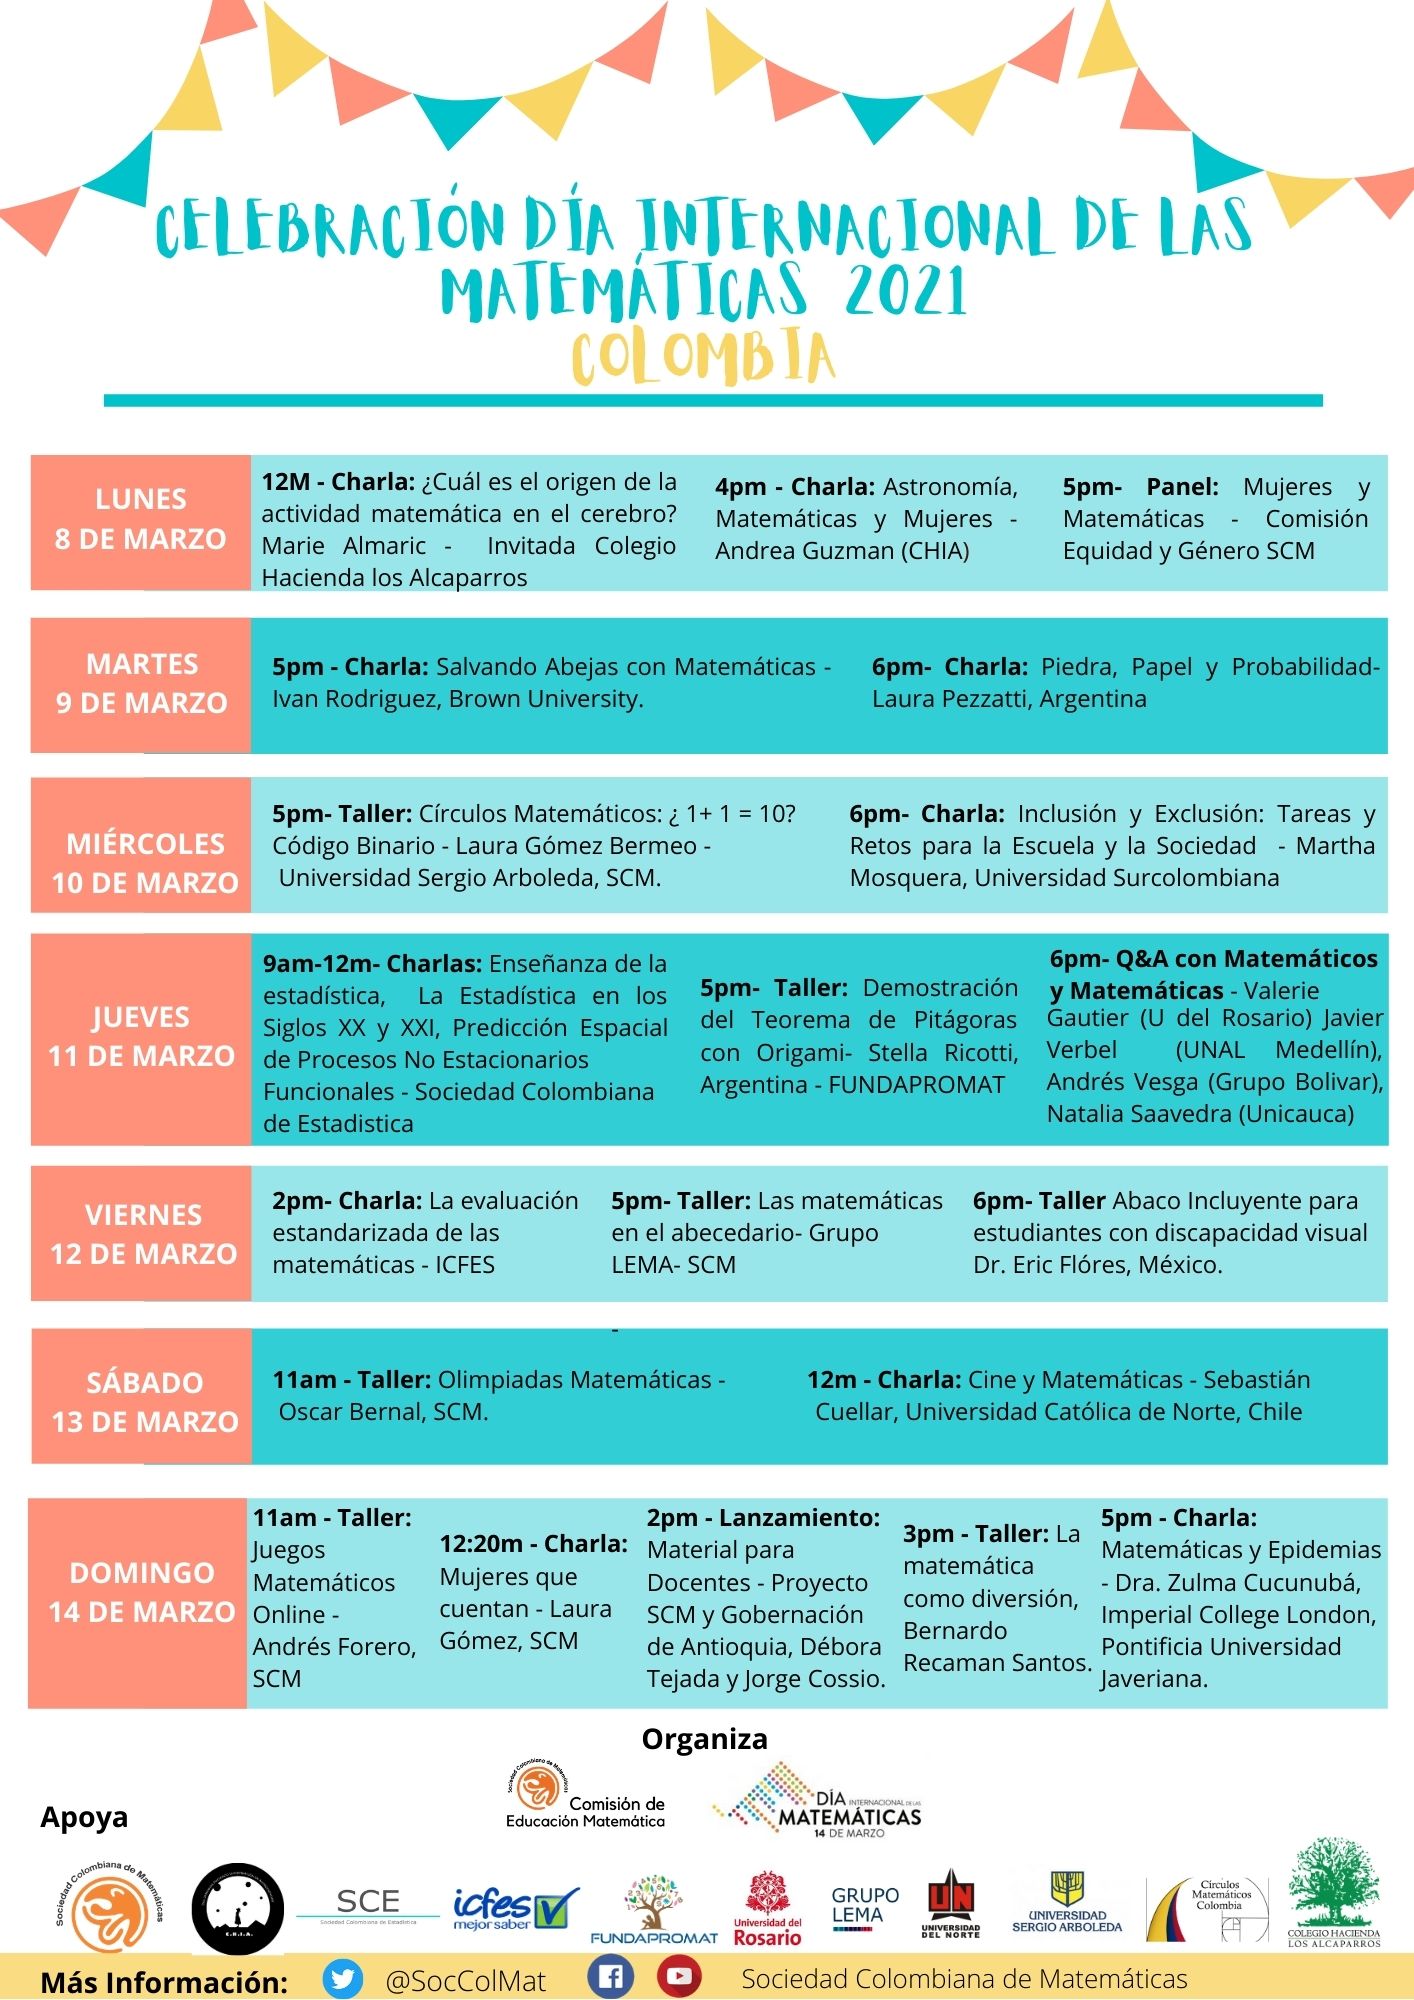 CELEBRACIÓN DÍA INTERNACIONAL DE LAS
MATEMÁTICAS 2021
COLOMBIA
LUNES
8 DE MARZO
12M - Charla: ¿Cuál es el origen de la
actividad matemática en el cerebro?
Marie Almaric - Invitada Colegio
Hacienda los Alcaparros
4pm - Charla: Astronomía,
Matemáticas y Mujeres -
Andrea Guzman (CHIA)
5pm- Panel: Mujeres y
Matemáticas - Comisión
Equidad y Género SCM
MARTES
9 DE MARZO
5pm - Charla: Salvando Abejas con Matemáticas -
Ivan Rodriguez, Brown University.
6pm- Charla: Piedra, Papel y Probabilidad-
Laura Pezzatti, Argentina
MIÉRCOLES
10 DE MARZO
5pm- Taller: Círculos Matemáticos: ¿ 1+ 1 = 10?
Código Binario - Laura Gómez Bermeo -
Universidad Sergio Arboleda, SCM.
6pm- Charla: Inclusión y Exclusión: Tareas y
Retos para la Escuela y la Sociedad - Martha
Mosquera, Universidad Surcolombiana
JUEVES
11 DE MARZO
9am-12m- Charlas: Enseñanza de la
estadística, La Estadística en los
Siglos XX y XXI, Predicción Espacial
de Procesos No Estacionarios
Funcionales - Sociedad Colombiana
de Estadistica
5pm- Taller: Demostración
del Teorema de Pitágoras
con Origami- Stella Ricotti,
Argentina - FUNDAPROMAT
6pm- Q&A con Matemáticos
y Matemáticas - Valerie
Gautier (U del Rosario) Javier
Verbel (UNAL Medellín),
Andrés Vesga (Grupo Bolivar),
Natalia Saavedra (Unicauca)
VIERNES
12 DE MARZO
2pm- Charla: La evaluación
estandarizada de las
matemáticas - ICFES
5pm- Taller: Las matemáticas
en el abecedario- Grupo
LEMA- SCM
-
6pm- Taller Abaco Incluyente para
estudiantes con discapacidad visual
Dr. Eric Flóres, México.
SÁBADO
13 DE MARZO
11am - Taller: Olimpiadas Matemáticas -
Oscar Bernal, SCM.
12m - Charla: Cine y Matemáticas - Sebastián
Cuellar, Universidad Católica de Norte, Chile
DOMINGO
14 DE MARZO
11am - Taller:
Juegos
Matemáticos
Online -
Andrés Forero,
SCM
12:20m - Charla:
Mujeres que
cuentan - Laura
Gómez, SCM
2pm - Lanzamiento:
Material para
Docentes - Proyecto
SCM y Gobernación
de Antioquia, Débora
Tejada y Jorge Cossio.
3pm - Taller: La
matemática
como diversión,
Bernardo
Recaman Santos.
5pm - Charla:
Matemáticas y Epidemias
- Dra. Zulma Cucunubá,
Imperial College London,
Pontificia Universidad
Javeriana.
Organiza
Sociedad Colombiana de Matemáticas
Comisión de
Educación Matemática
DÍA INTERNACIONAL DE LAS
MATEMÁTICAS
14 DE MARZO
Apoya
Sociedad Colombiana de Matemáticas
C.H.I.A.
SCE
Sociedad Colombiana de Estadística
icfes
mejor saber
FUNDAPROMAT
Universidad del
Rosario
GRUPO
LEMA
UN
UNIVERSIDAD
DEL NORTE
UNIVERSIDAD
SERGIO ARBOLEDA
Círculos
Matemáticos
Colombia
COLEGIO HACIENDA
LOS ALCAPARROS
Más Información:
@SocColMat
Sociedad Colombiana de Matemáticas